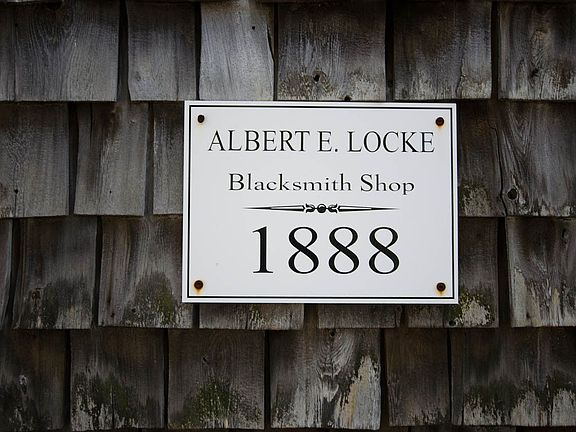 ALBERT E. LOCKE
Blacksmith Shop
1888